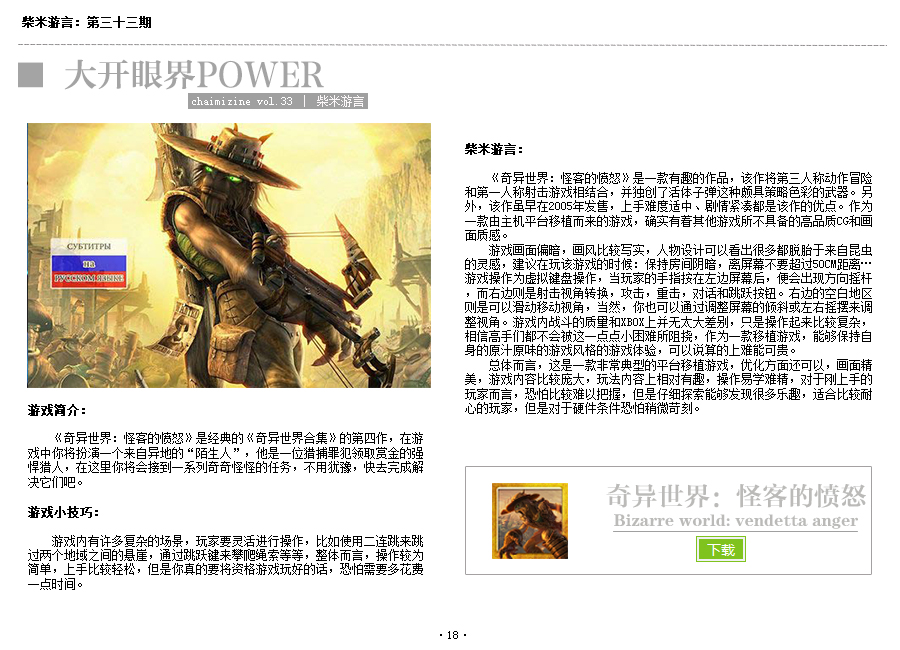 柴米游言：第三十三期
大开眼界POWER
chaimizine vol.33 | 柴米游言
СУБТИТРЫ
НА
РУССКОМ ЯЗЫКЕ
游戏简介：
《奇异世界：怪客的愤怒》是经典的《奇异世界合集》的第四作，在游
戏中你将扮演一个来自异地的“陌生人”，他是一位猎捕罪犯领取赏金的强
悍猎人，在这里你将会接到一系列奇奇怪怪的任务，不用犹豫，快去完成解
决它们吧。
游戏小技巧：
游戏内有许多复杂的场景，玩家要灵活进行操作，比如使用二连跳来跳
过两个地域之间的悬崖，通过跳跃键来攀爬绳索等等，整体而言，操作较为
简单，上手比较轻松，但是你真的要将资格游戏玩好的话，恐怕需要多花费
一点时间。
柴米游言：
《奇异世界：怪客的愤怒》是一款有趣的作品，该作将第三人称动作冒险
和第一人称射击游戏相结合，并独创了活体子弹这种颇具策略色彩的武器。另
外，该作虽早在2005年发售，上手难度适中、剧情紧凑都是该作的优点。作为
一款由主机平台移植而来的游戏，确实有着其他游戏所不具备的高品质CG和画
面质感。
游戏画面偏暗，画风比较写实，人物设计可以看出很多都脱胎于来自昆虫
的灵感，建议在玩该游戏的时候：保持房间阴暗，离屏幕不要超过50CM距离…
游戏操作为虚拟键盘操作，当玩家的手指按在左边屏幕后，便会出现方向摇杆
，而右边则是射击视角转换，攻击，重击，对话和跳跃按钮。右边的空白地区
则是可以滑动移动视角，当然，你也可以通过调整屏幕的倾斜或左右摇摆来调
整视角。游戏内战斗的质量和XBOX上并无太大差别，只是操作起来比较复杂，
相信高手们都不会被这一点点小困难所阻挠，作为一款移植游戏，能够保持自
身的原汁原味的游戏风格的游戏体验，可以说算的上难能可贵。
总体而言，这是一款非常典型的平台移植游戏，优化方面还可以，画面精
美，游戏内容比较庞大，玩法内容上相对有趣，操作易学难精，对于刚上手的
玩家而言，恐怕比较难以把握，但是仔细探索能够发现很多乐趣，适合比较耐
心的玩家，但是对于硬件条件恐怕稍微苛刻。
奇异世界：怪客的愤怒
Bizarre world: vendetta anger
下载
· 18 ·